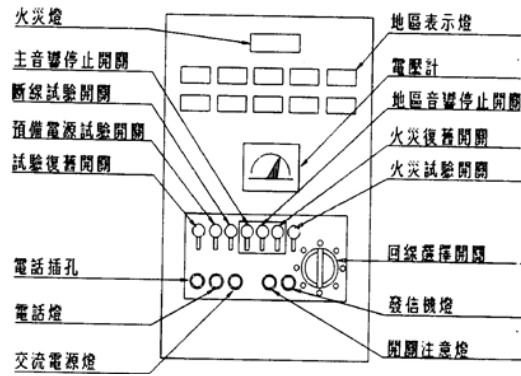 火災燈
主音響停止開關
断線試驗開關
預備電源試驗開關
試驗復舊開關
電話插孔
電話燈
交流電源燈
地區表示燈
電壓計
地區音響停止開關
火災復舊開關
火災試驗開關
回線選擇開關
發信機燈
開關注意燈